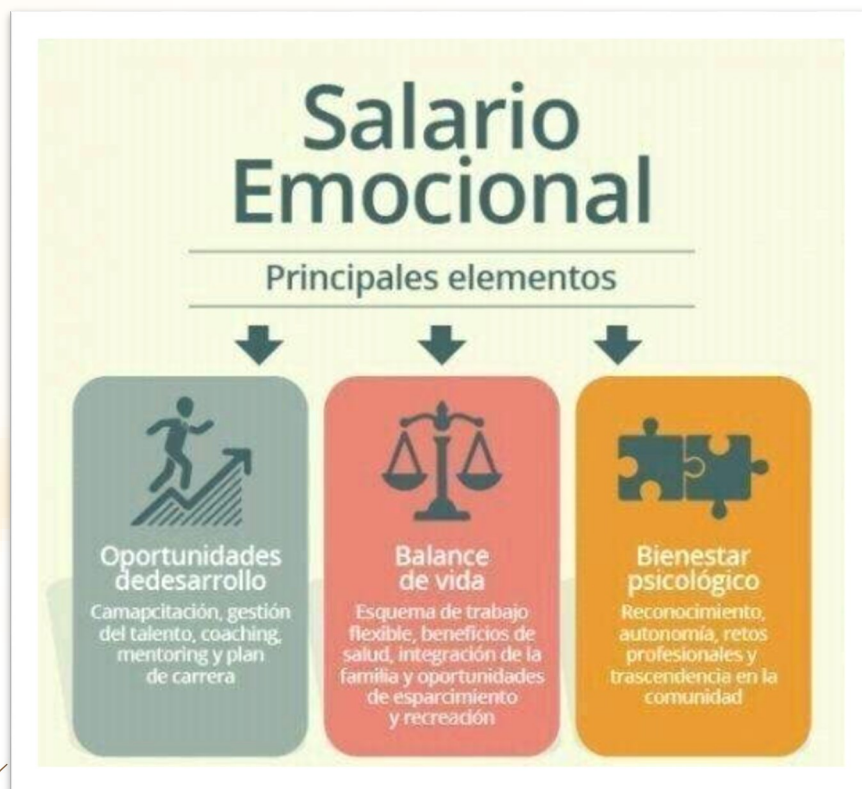 Salario
Emocional
Principales elementos
Oportunidades
dedesarrollo
Camapcitación, gestión
del talento, coaching,
mentoring y plan
de carrera
Balance
de vida
Esquema de trabajo
flexible, beneficios de
salud, integración de la
familia y oportunidades
de esparcimiento
y recreación
Bienestar
psicológico
Reconocimiento,
autonomía, retos
profesionales y
trascendencia en la
comunidad